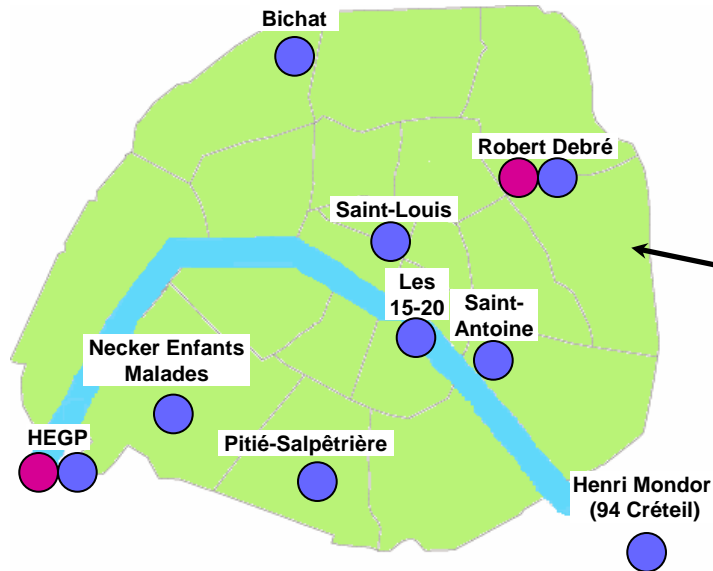 Bichat
Robert Debré
Saint-Louis
Les
15-20
Saint-
Antoine
Necker Enfants
Malades
HEGP
Pitié-Salpêtrière
Henri Mondor
(94 Créteil)